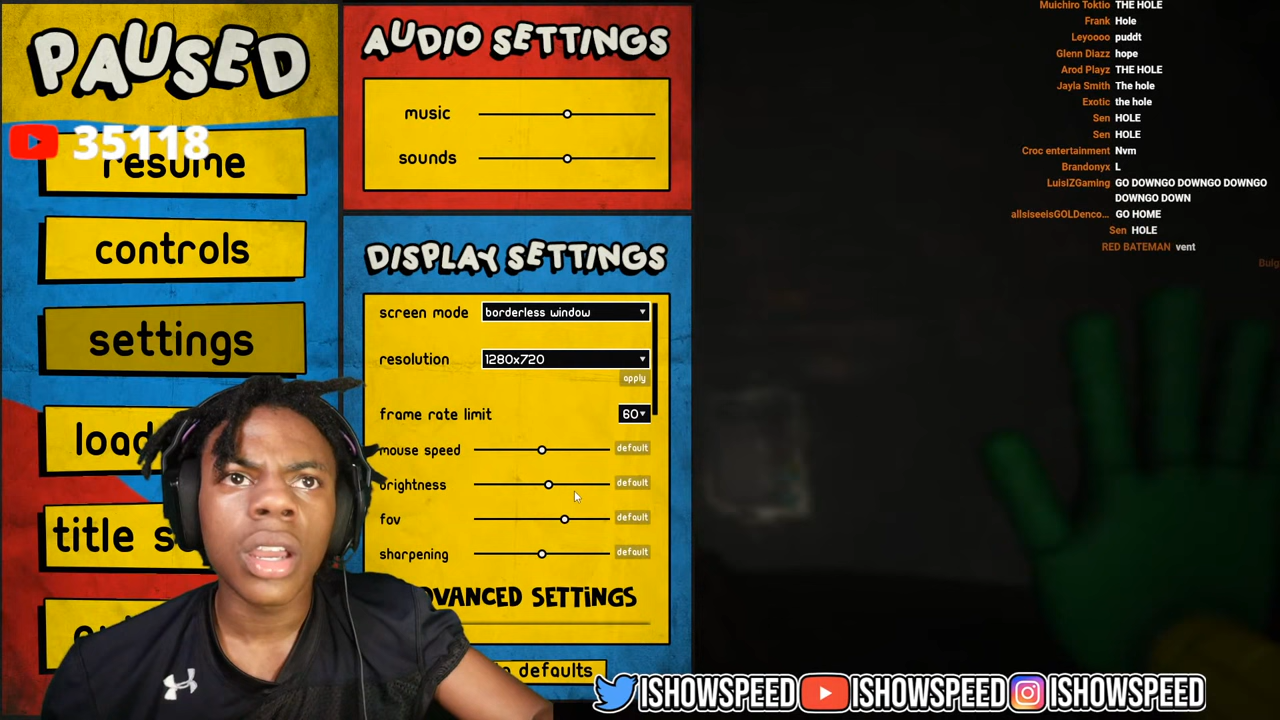 PAUSED
35118
resume
controls
settings
load
title s
AUDIO SETTINGS
music
sounds
DISPLAY SETTINGS
screen mode borderless window
resolution 1280x720
apply
frame rate limit 60
mouse speed default
brightness default
fov default
sharpening default
ADVANCED SETTINGS
defaults
Muichiro Toktio THE HOLE
Frank Hole
Leyoooo puddt
Glenn Diazz hope
Arod Playz THE HOLE
Jayla Smith The hole
Exotic the hole
Sen HOLE
Sen HOLE
Croc entertainment Nvm
Brandonyx L
LuisIZGaming GO DOWNGO DOWNGO DOWNGO
DOWNGO DOWN
allsiseeisGOLDenco... GO HOME
Sen HOLE
RED BATEMAN vent
Bulg
ISHOWSPEED ISHOWSPEED ISHOWSPEED